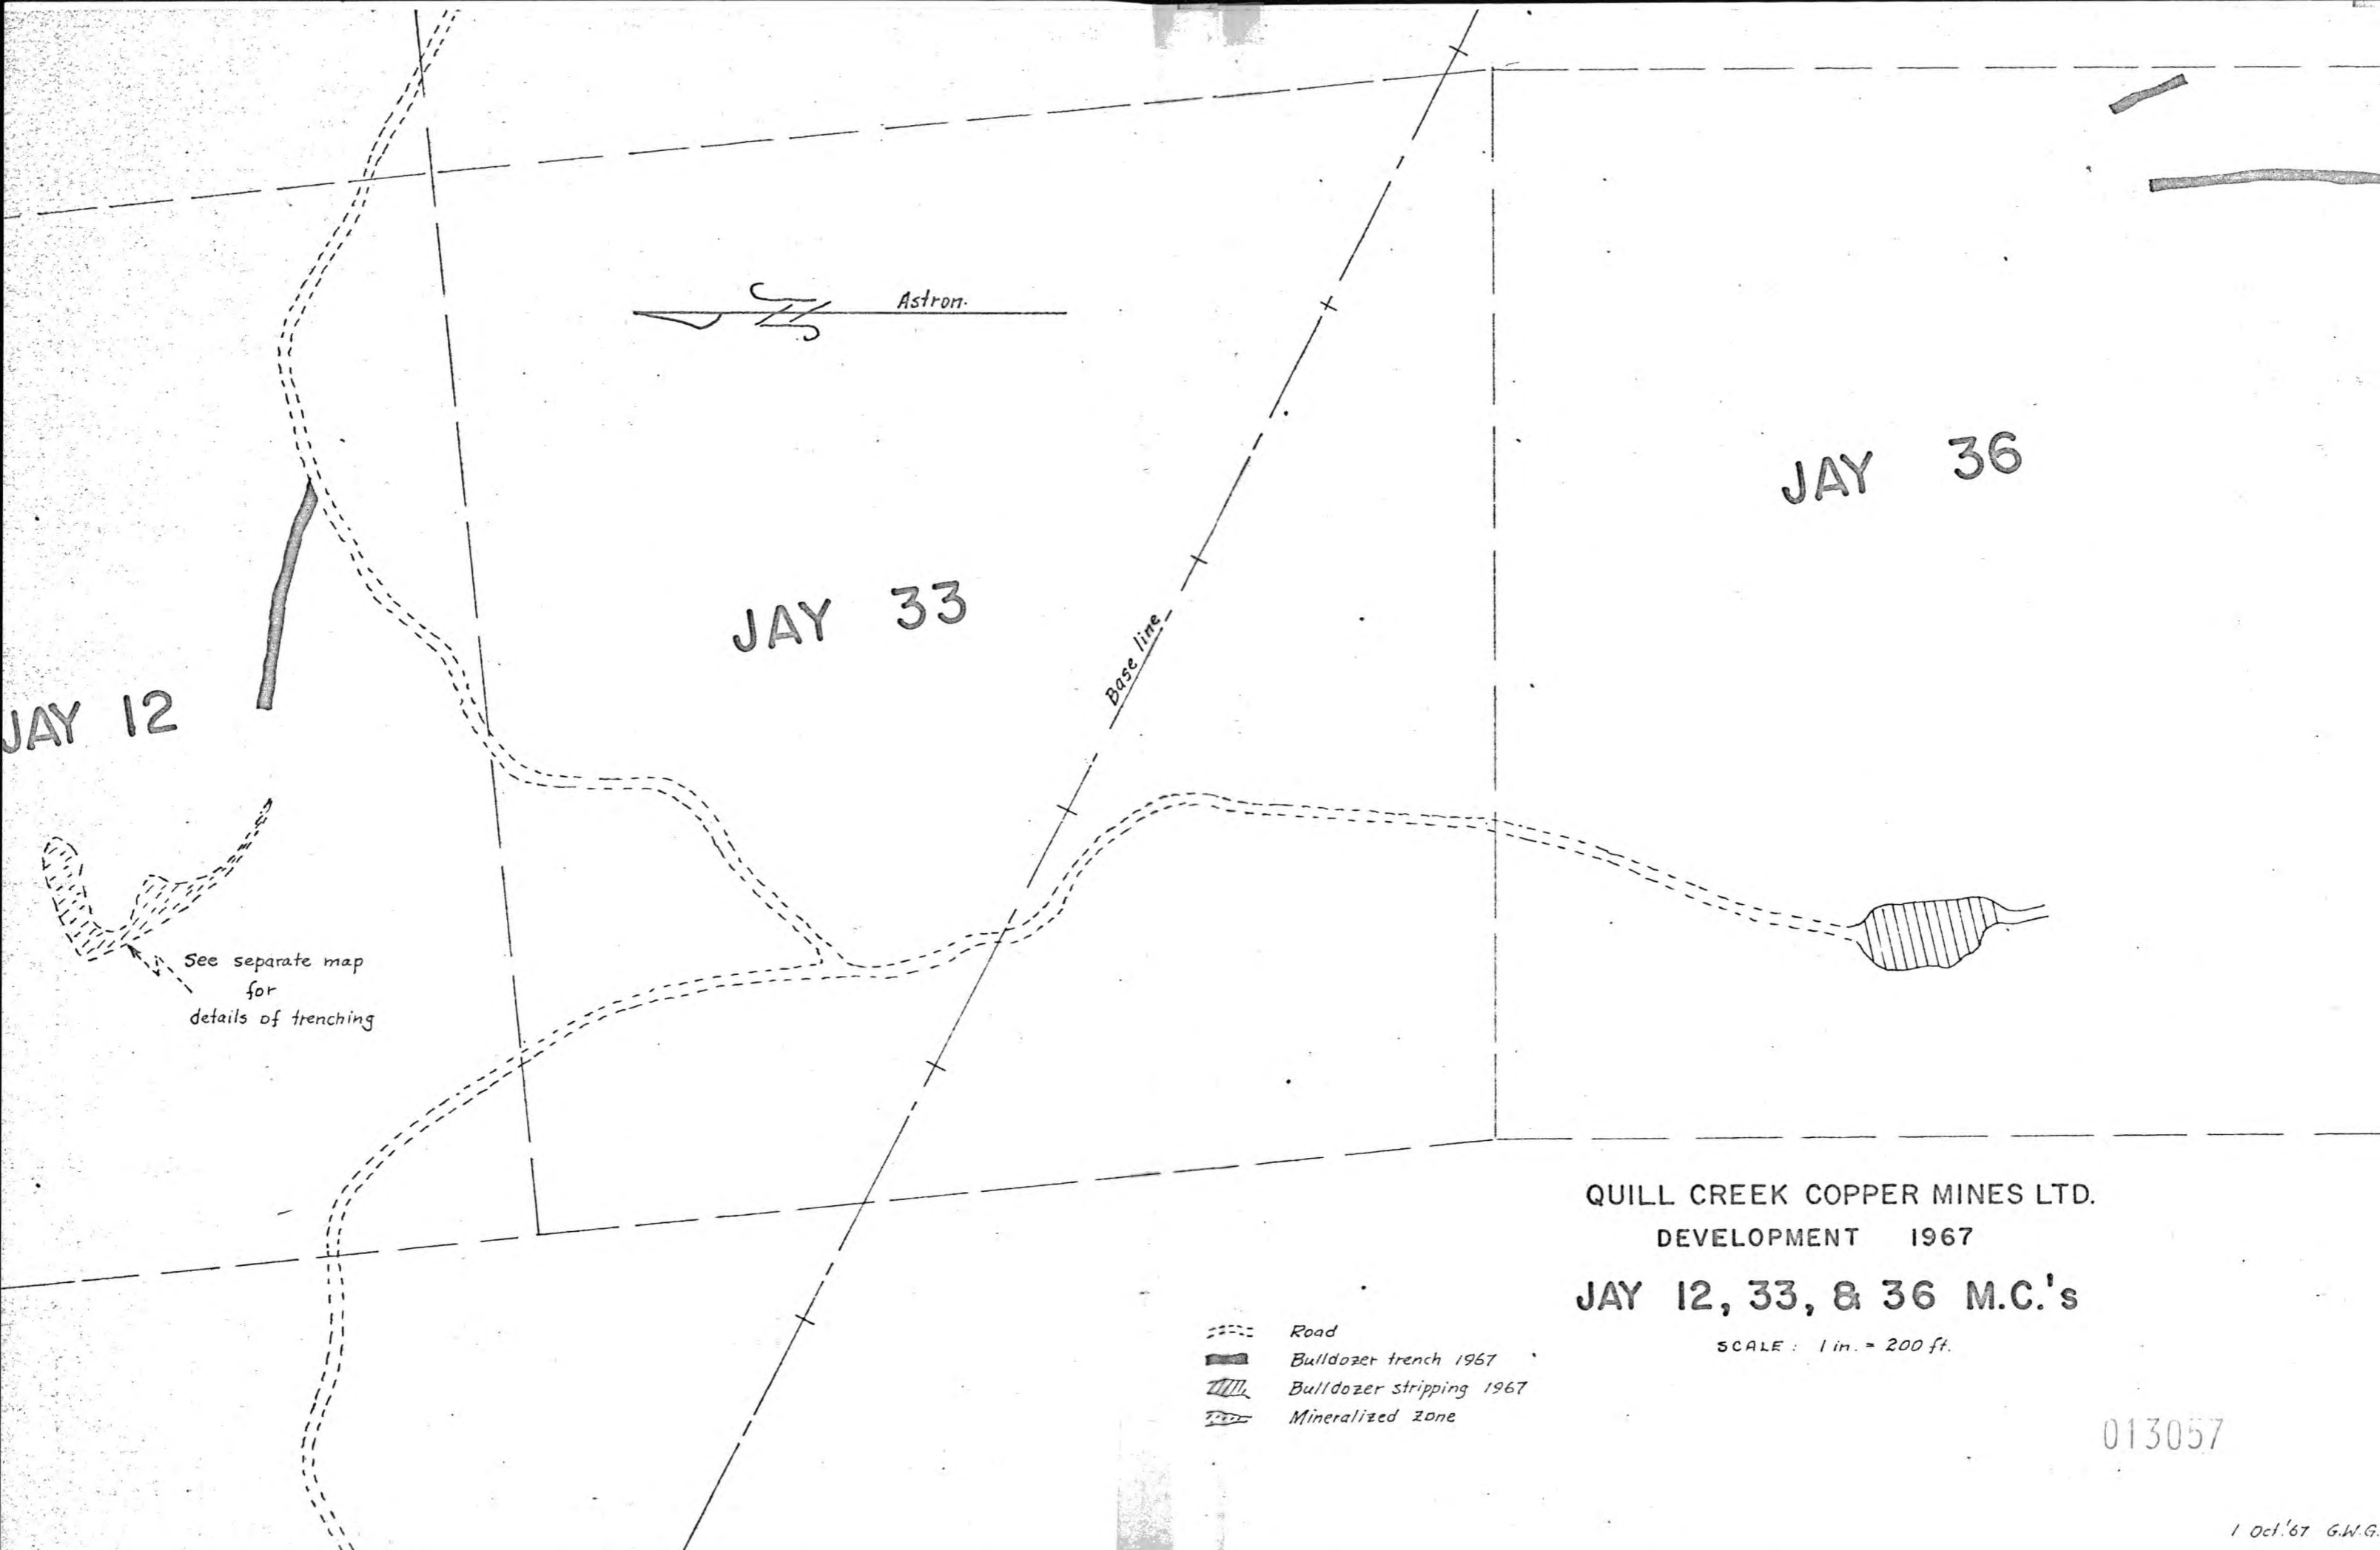 Astron.
JAY 36
JAY 33
Base line
JAY 12
See separate map
for
details of trenching
QUILL CREEK COPPER MINES LTD.
DEVELOPMENT 1967
JAY 12, 33, & 36 M.C.'s
SCALE: 1 in. = 200 ft.
Road
Bulldozer trench 1967
Bulldozer stripping 1967
Mineralized zone
013057
1 Oct.'67 G.W.G.